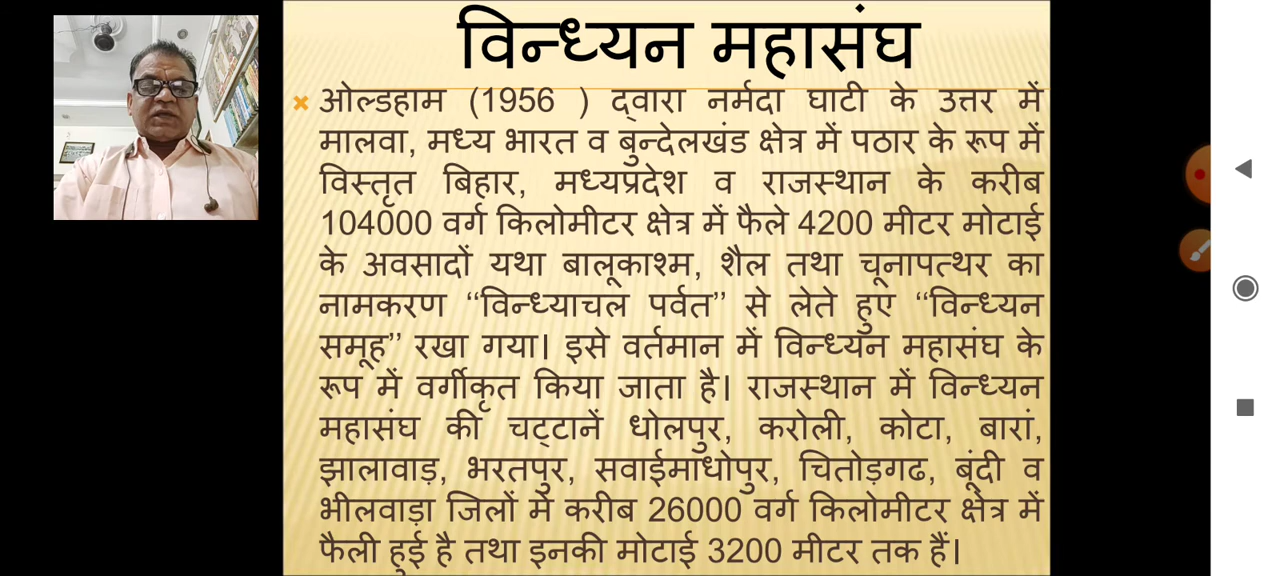 विन्ध्यन महासंघ
ओल्डहाम (1956 ) द्वारा नर्मदा घाटी के उत्तर में
मालवा, मध्य भारत व बुन्देलखंड क्षेत्र में पठार के रूप में
विस्तृत बिहार, मध्यप्रदेश व राजस्थान के करीब
104000 वर्ग किलोमीटर क्षेत्र में फैले 4200 मीटर मोटाई
के अवसादों यथा बालूकाश्म, शैल तथा चूनापत्थर का
नामकरण “विन्ध्याचल पर्वत” से लेते हुए “विन्ध्यन
समूह” रखा गया। इसे वर्तमान में विन्ध्यन महासंघ के
रूप में वर्गीकृत किया जाता है। राजस्थान में विन्ध्यन
महासंघ की चट्टानें धोलपुर, करोली, कोटा, बारां,
झालावाड़, भरतपुर, सवाईमाधोपुर, चितोड़गढ, बूंदी व
भीलवाड़ा जिलों में करीब 26000 वर्ग किलोमीटर क्षेत्र में
फैली हुई है तथा इनकी मोटाई 3200 मीटर तक हैं।